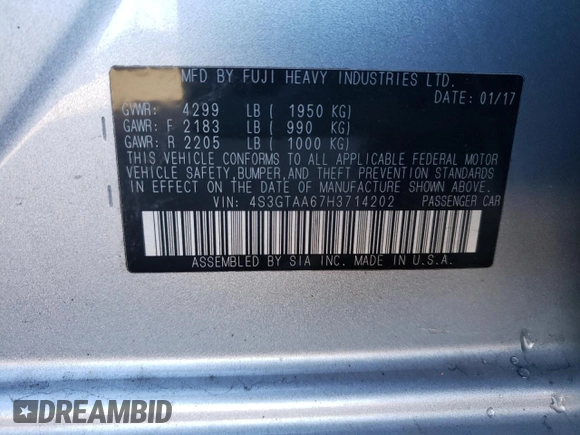 MFD BY FUJI HEAVY INDUSTRIES LTD.
DATE: 01/17
GVWR: 4299 LB ( 1950 KG)
GAWR: F 2183 LB ( 990 KG)
GAWR: R 2205 LB ( 1000 KG)
THIS VEHICLE CONFORMS TO ALL APPLICABLE FEDERAL MOTOR
VEHICLE SAFETY,BUMPER,AND THEFT PREVENTION STANDARDS
IN EFFECT ON THE DATE OF MANUFACTURE SHOWN ABOVE.
VIN: 4S3GTAA67H3714202 PASSENGER CAR
ASSEMBLED BY SIA INC. MADE IN U.S.A.
DREAMBID